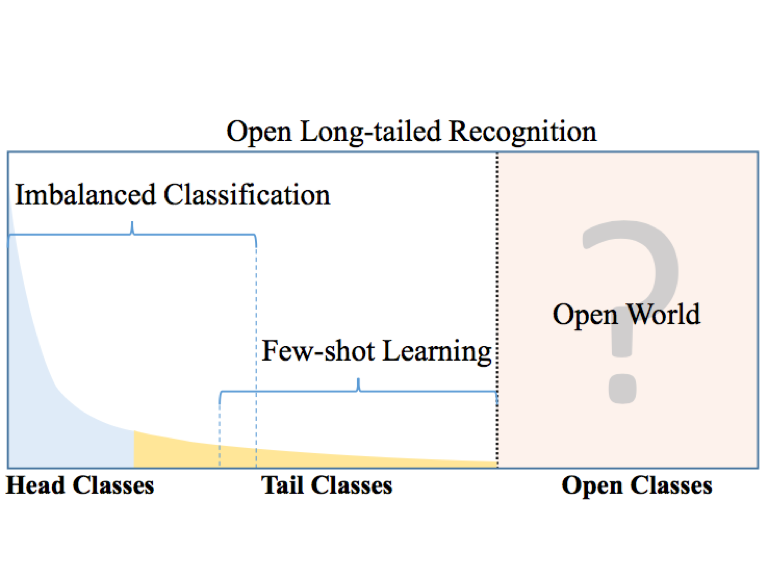 Open Long-tailed Recognition
Imbalanced Classification
?
Open World
Few-shot Learning
Head Classes
Tail Classes
Open Classes